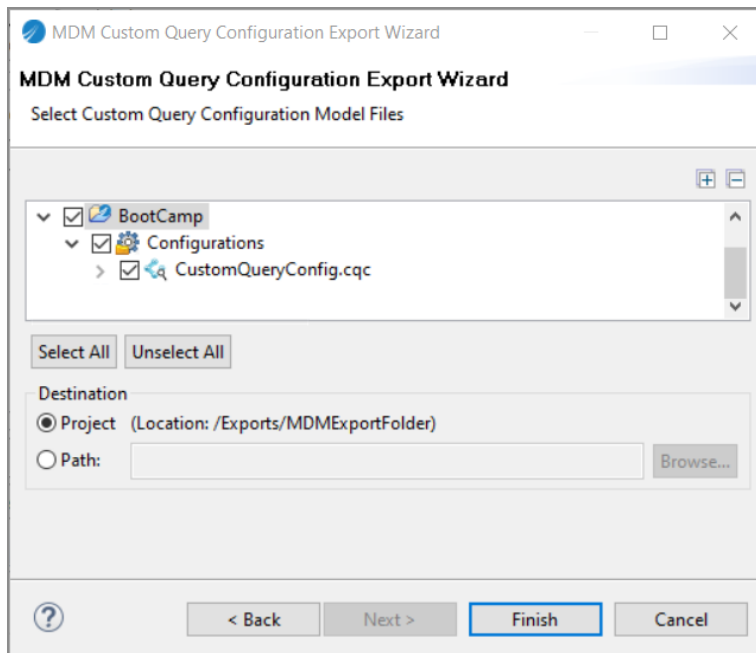 MDM Custom Query Configuration Export Wizard
MDM Custom Query Configuration Export Wizard
Select Custom Query Configuration Model Files
BootCamp
Configurations
CustomQueryConfig.cqc
Select All Unselect All
Destination
Project (Location: /Exports/MDMExportFolder)
Path: Browse...
< Back Next > Finish Cancel